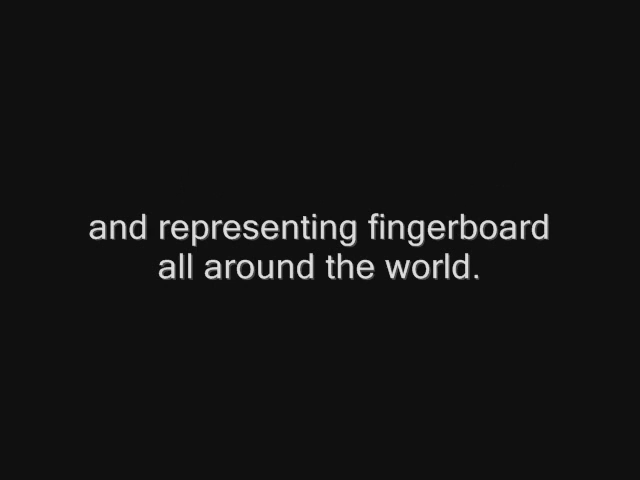 and representing fingerboard
all around the world.